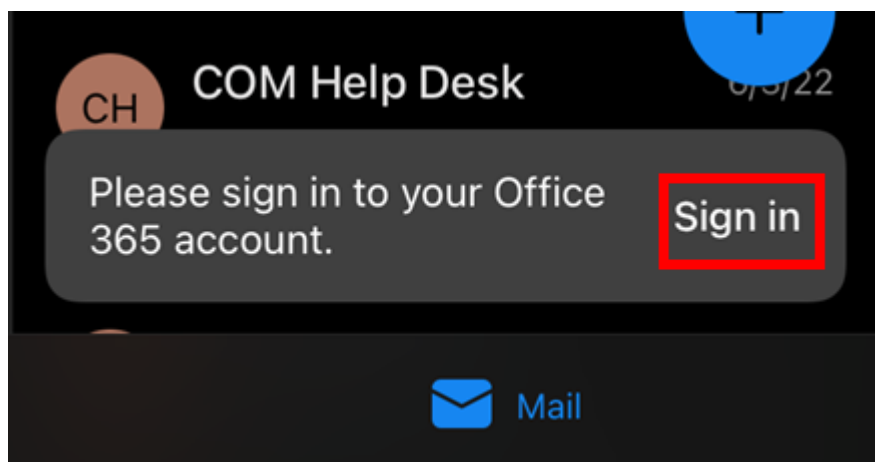 CH
COM Help Desk
Please sign in to your Office
365 account.
Sign in
Mail